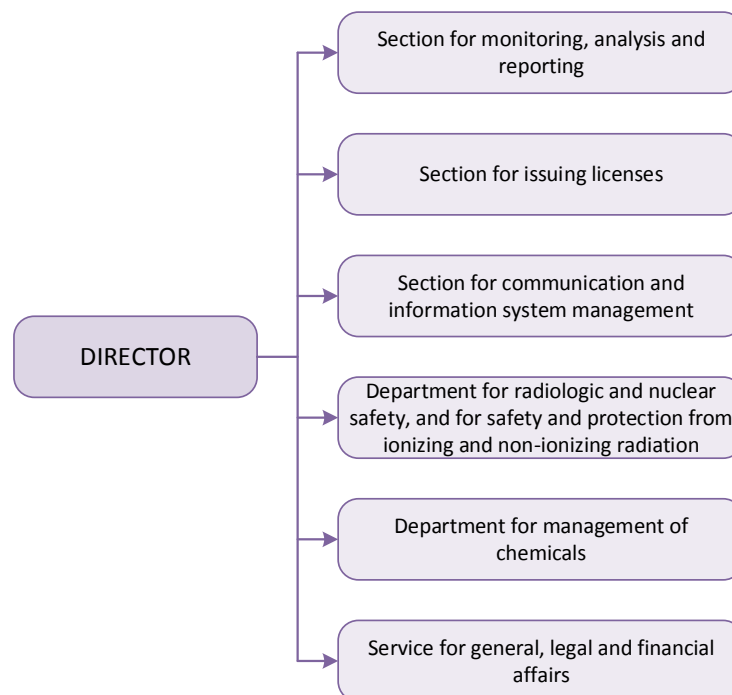 Section for monitoring, analysis and
reporting
Section for issuing licenses
Section for communication and
information system management
DIRECTOR
Department for radiologic and nuclear
safety, and for safety and protection from
ionizing and non-ionizing radiation
Department for management of
chemicals
Service for general, legal and financial
affairs